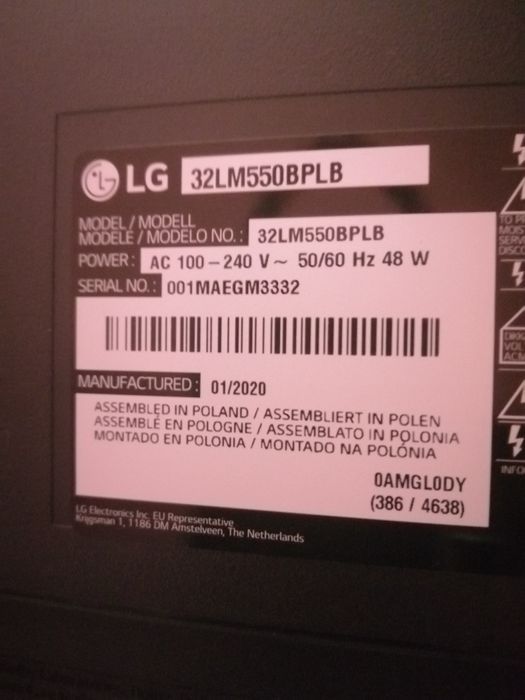 LG 32LM550BPLB
MODEL / MODELL
MODÈLE / MODELO NO.: 32LM550BPLB
POWER: AC 100-240 V~ 50/60 Hz 48 W
SERIAL NO.: 001MAEGM3332
MANUFACTURED: 01/2020
ASSEMBLED IN POLAND / ASSEMBLIERT IN POLEN
ASSEMBLÉ EN POLOGNE / ASSEMBLATO IN POLONIA
MONTADO EN POLONIA / MONTADO NA POLÓNIA
0AMGL0DY
(386 / 4638)
LG Electronics Inc. EU Representative
Krijgsman 1, 1186 DM Amstelveen, The Netherlands